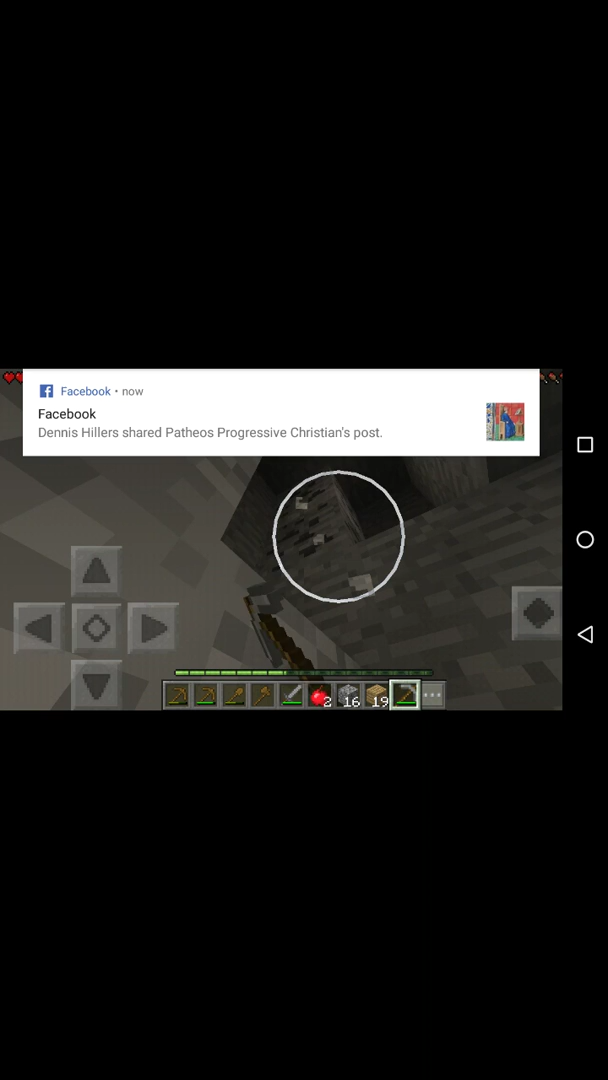 Facebook • now
Facebook
Dennis Hillers shared Patheos Progressive Christian's post.
2 16 19